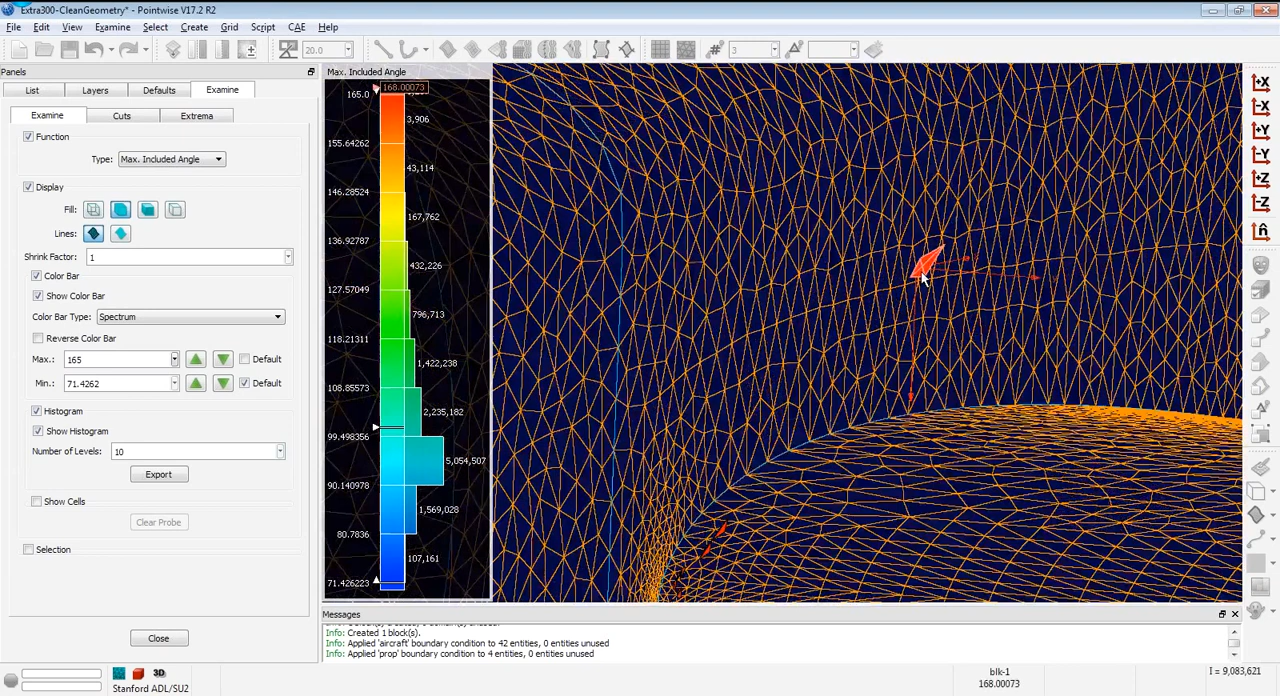 Extra300-CleanGeometry* - Pointwise V17.2 R2
File Edit View Examine Select Create Grid Script CAE Help
20.0 3
Panels
List Layers Defaults Examine
Examine Cuts Extrema
Function
Type: Max. Included Angle
Display
Fill:
Lines:
Shrink Factor: 1
Color Bar
Show Color Bar
Color Bar Type: Spectrum
Reverse Color Bar
Max.: 165 Default
Min.: 71.4262 Default
Histogram
Show Histogram
Number of Levels: 10
Export
Show Cells
Clear Probe
Selection
Close
Max. Included Angle
168.00073
165.0
3,906
155.64262
43,114
146.28524
167,762
136.92787
432,226
127.57049
796,713
118.21311
1,422,238
108.85573
2,235,182
99.498356
5,054,507
90.140978
1,569,028
80.7836
107,161
71.426223
+X
-X
+Y
-Y
+Z
-Z
n
Messages
Info: Created 1 block(s).
Info: Applied 'aircraft' boundary condition to 42 entities, 0 entities unused
Info: Applied 'prop' boundary condition to 4 entities, 0 entities unused
3D
Stanford ADL/SU2
blk-1
168.00073
I = 9,083,621